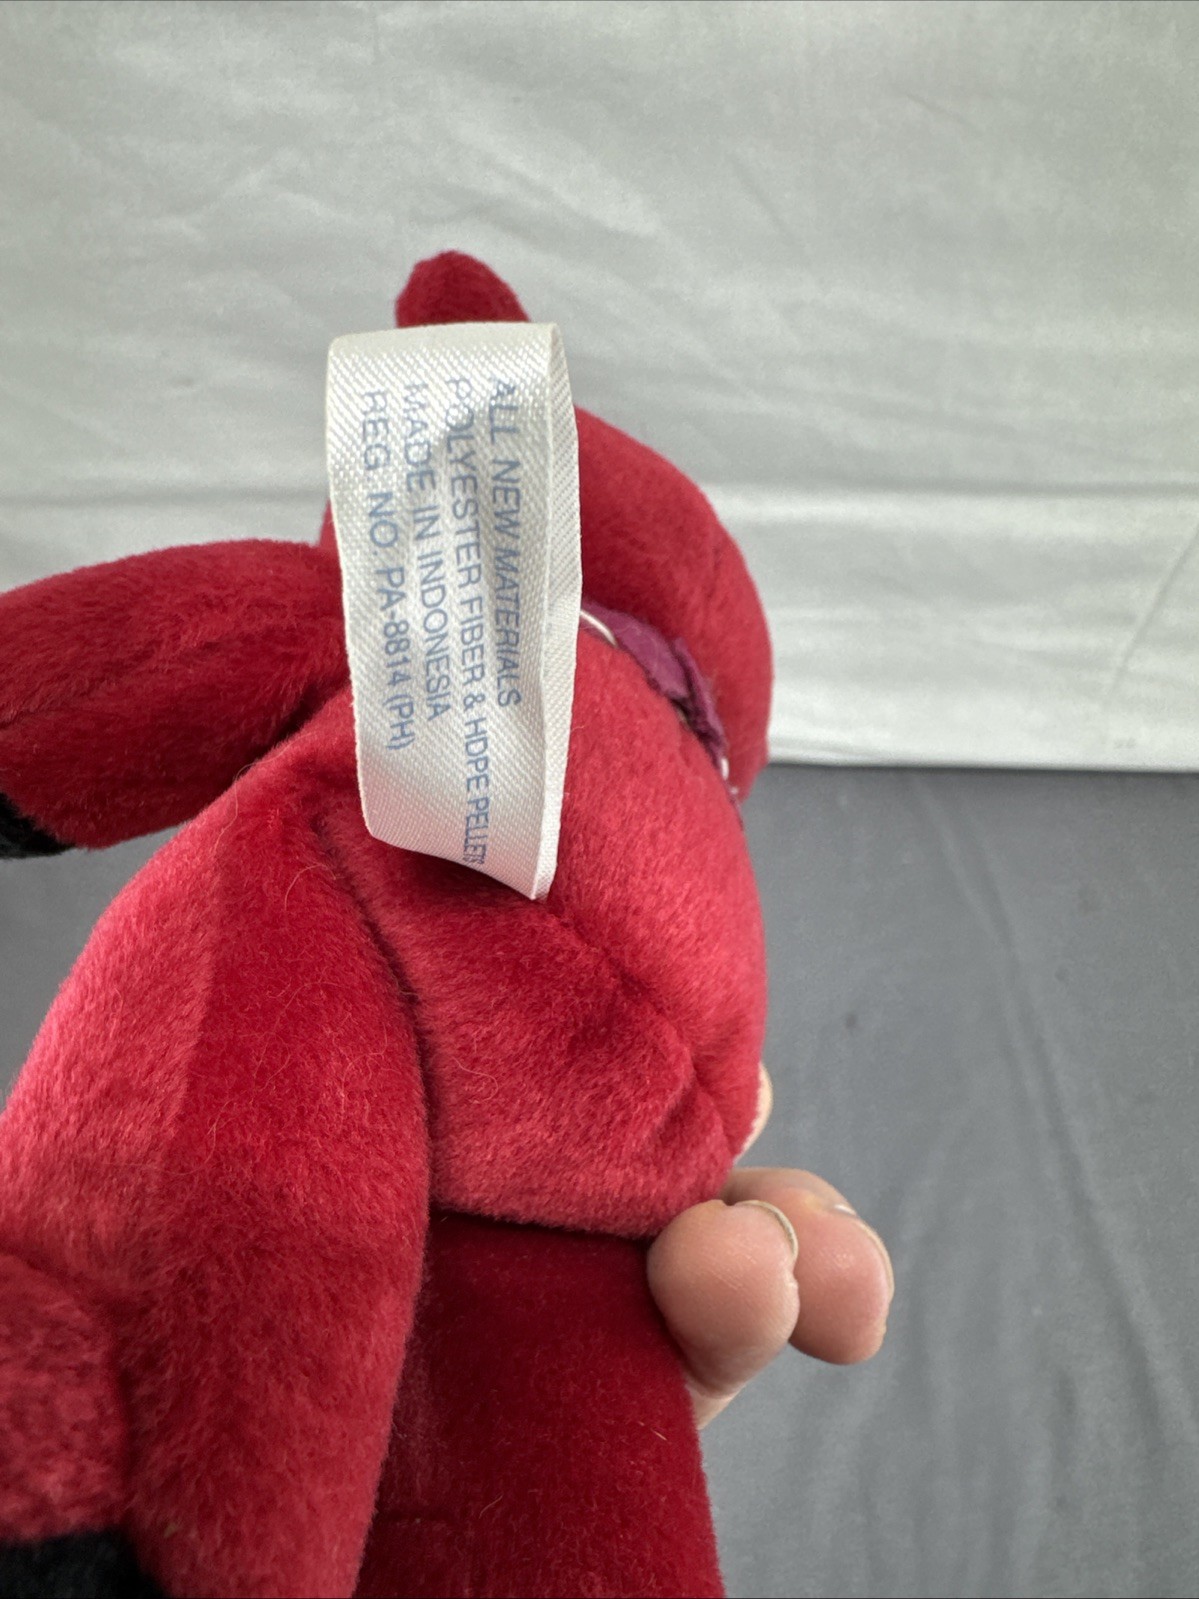 ALL NEW MATERIALS
POLYESTER FIBER & HDPE PELLETS
MADE IN INDONESIA
REG. NO. PA-8814 (PH)